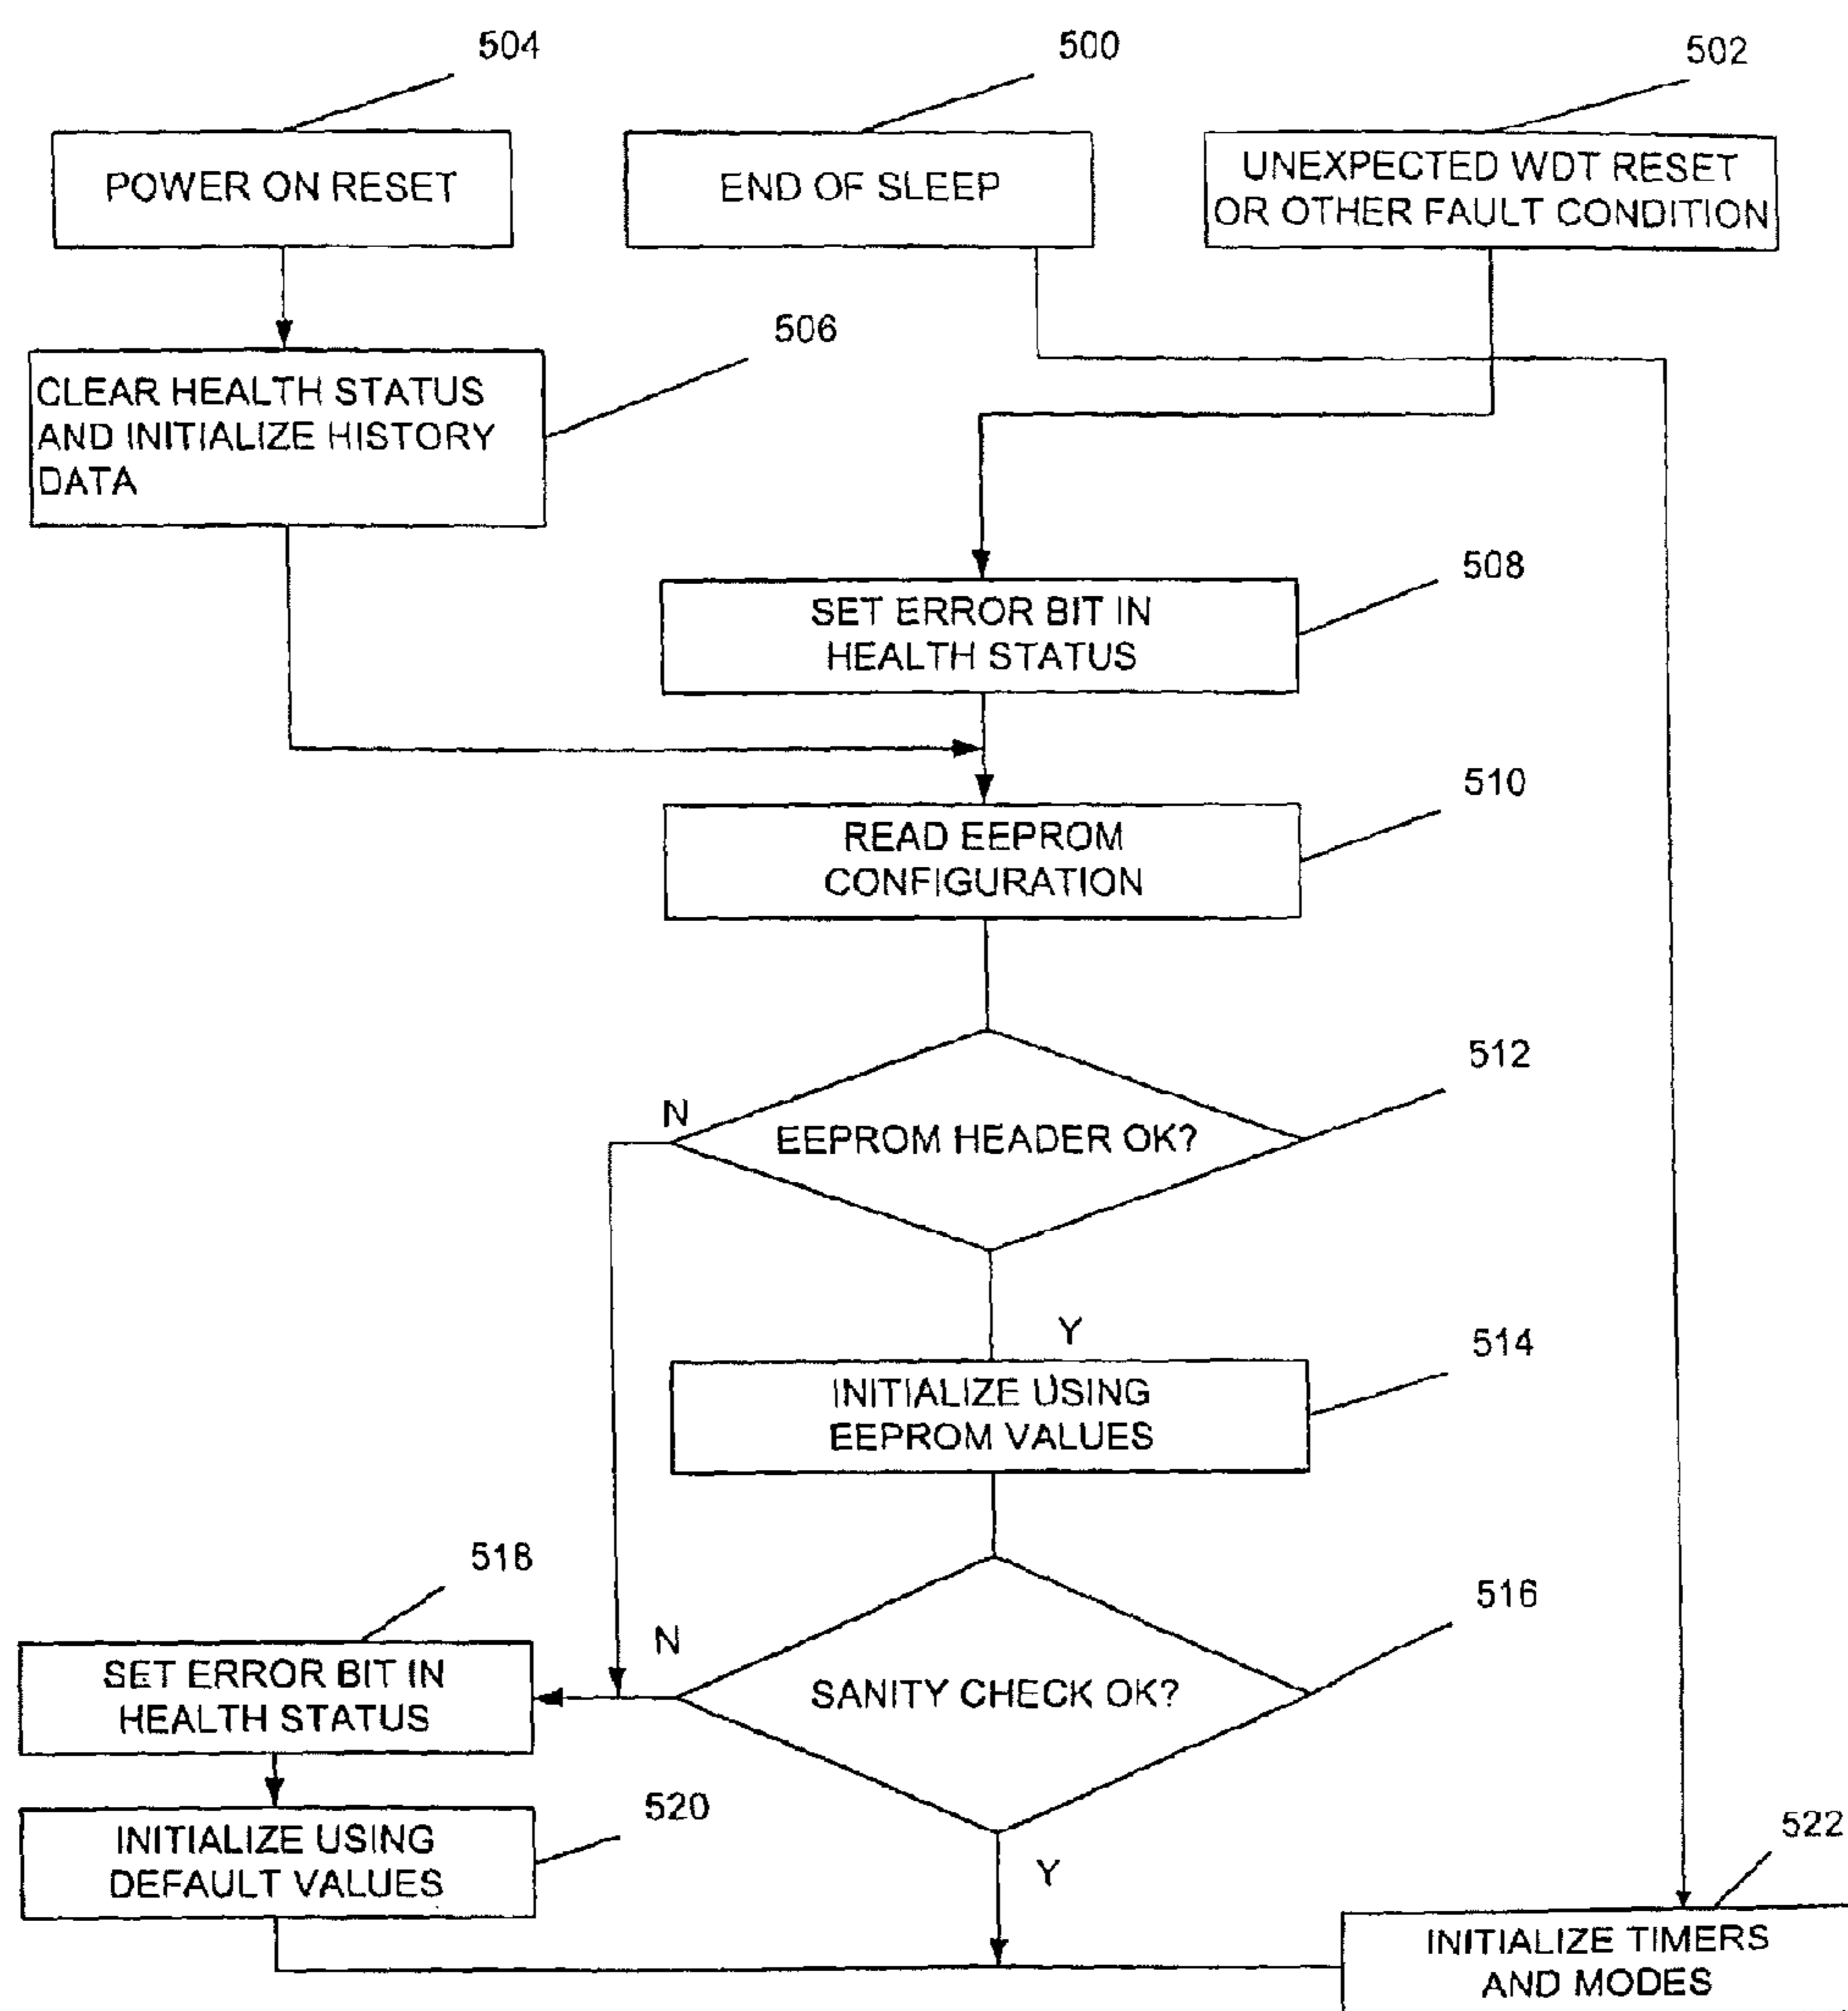 504
500
502
POWER ON RESET
END OF SLEEP
UNEXPECTED WDT RESET
OR OTHER FAULT CONDITION
506
CLEAR HEALTH STATUS
AND INITIALIZE HISTORY
DATA
508
SET ERROR BIT IN
HEALTH STATUS
510
READ EEPROM
CONFIGURATION
512
N
EEPROM HEADER OK?
Y
514
INITIALIZE USING
EEPROM VALUES
518
516
N
SET ERROR BIT IN
HEALTH STATUS
SANITY CHECK OK?
520
INITIALIZE USING
DEFAULT VALUES
Y
522
INITIALIZE TIMERS
AND MODES